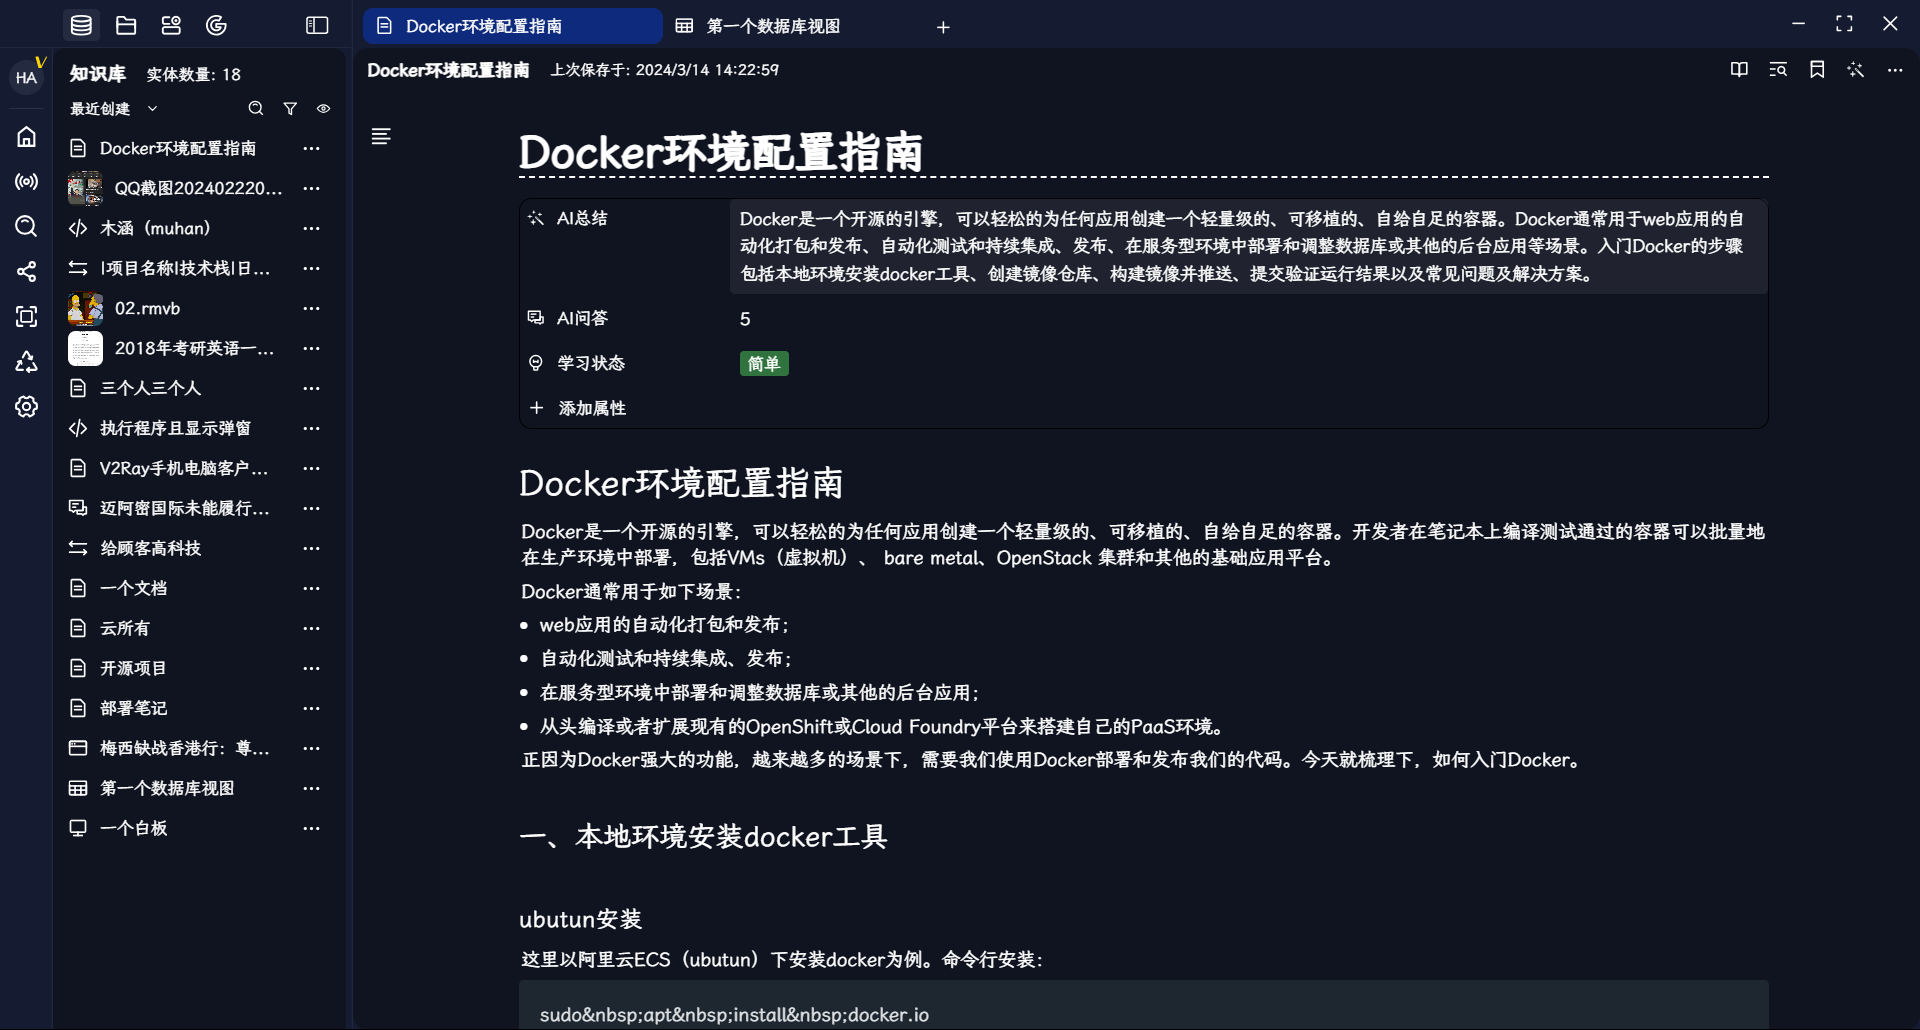 Docker环境配置指南
第一个数据库视图
HA
V
知识库 实体数量: 18
最近创建
Docker环境配置指南
QQ截图202402220...
木涵（muhan）
|项目名称|技术栈|日...
02.rmvb
2018年考研英语一...
三个人三个人
执行程序且显示弹窗
V2Ray手机电脑客户...
迈阿密国际未能履行...
给顾客高科技
一个文档
云所有
开源项目
部署笔记
梅西缺战香港行：尊...
第一个数据库视图
一个白板
Docker环境配置指南 上次保存于: 2024/3/14 14:22:59
Docker环境配置指南
AI总结
Docker是一个开源的引擎，可以轻松的为任何应用创建一个轻量级的、可移植的、自给自足的容器。Docker通常用于web应用的自
动化打包和发布、自动化测试和持续集成、发布、在服务型环境中部署和调整数据库或其他的后台应用等场景。入门Docker的步骤
包括本地环境安装docker工具、创建镜像仓库、构建镜像并推送、提交验证运行结果以及常见问题及解决方案。
AI问答 5
学习状态 简单
添加属性
Docker环境配置指南
Docker是一个开源的引擎，可以轻松的为任何应用创建一个轻量级的、可移植的、自给自足的容器。开发者在笔记本上编译测试通过的容器可以批量地
在生产环境中部署，包括VMs（虚拟机）、 bare metal、OpenStack 集群和其他的基础应用平台。
Docker通常用于如下场景：
web应用的自动化打包和发布；
自动化测试和持续集成、发布；
在服务型环境中部署和调整数据库或其他的后台应用；
从头编译或者扩展现有的OpenShift或Cloud Foundry平台来搭建自己的PaaS环境。
正因为Docker强大的功能，越来越多的场景下，需要我们使用Docker部署和发布我们的代码。今天就梳理下，如何入门Docker。
一、本地环境安装docker工具
ubutun安装
这里以阿里云ECS（ubutun）下安装docker为例。命令行安装：
sudo&nbsp;apt&nbsp;install&nbsp;docker.io